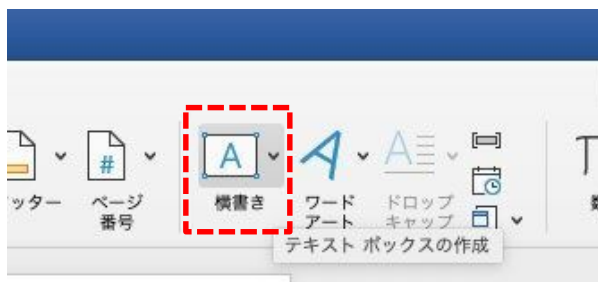 ッター
ページ
番号
横書き
ワード
アート
ドロップ
キャップ
テキスト ボックスの作成